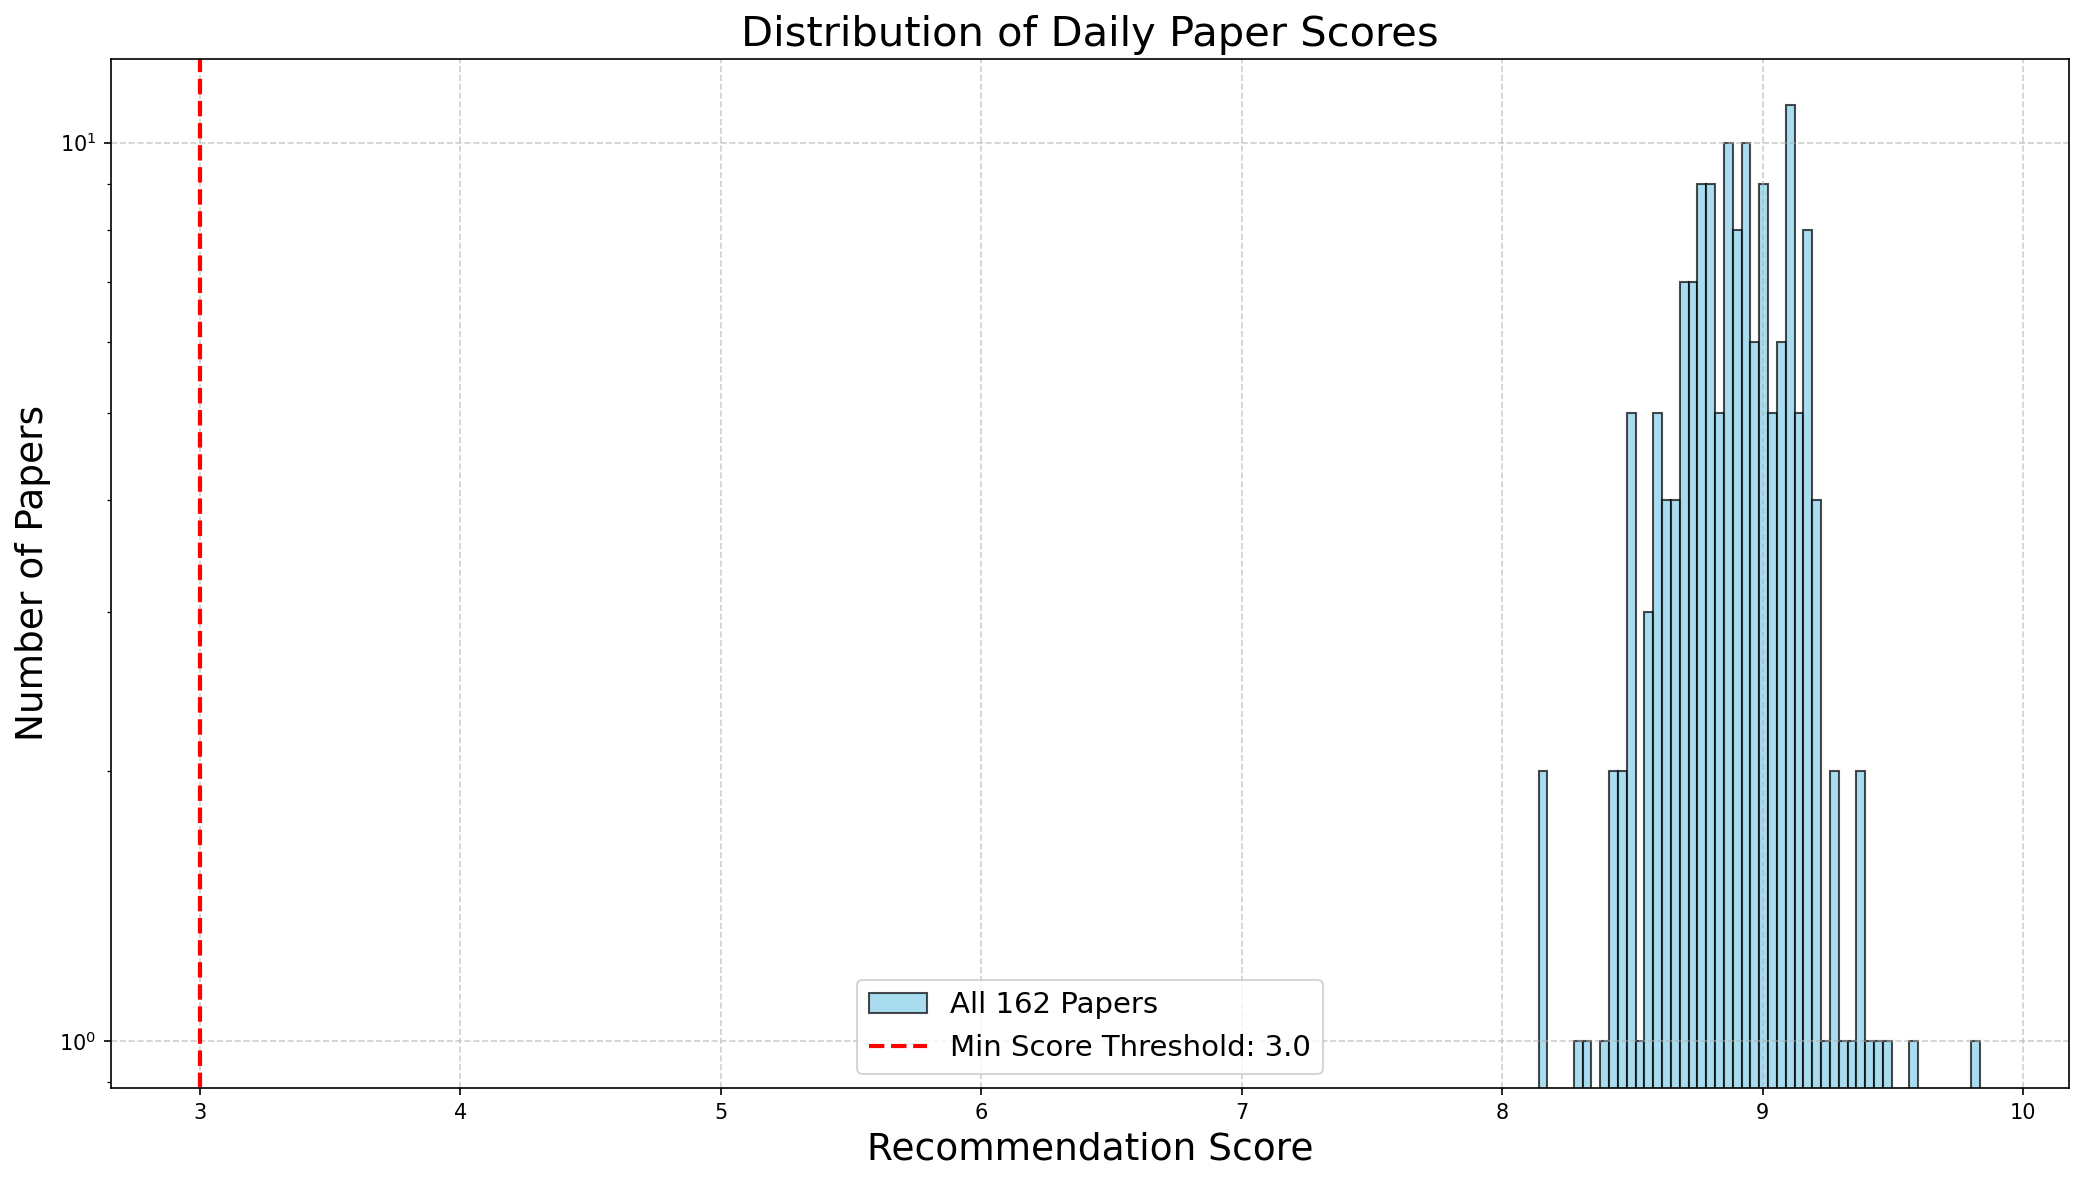 Distribution of Daily Paper Scores
Number of Papers
10¹
10⁰
All 162 Papers
Min Score Threshold: 3.0
3 4 5 6 7 8 9 10
Recommendation Score